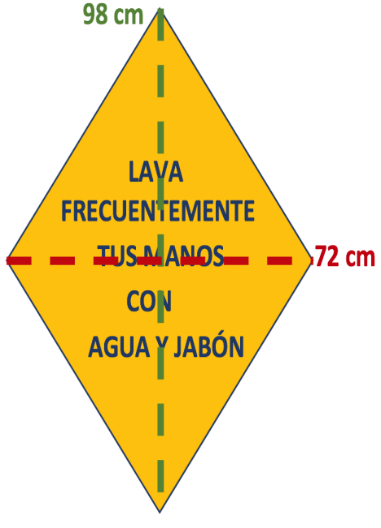 98 cm
LAVA
FRECUENTEMENTE
TUS MANOS
72 cm
CON
AGUA Y JABÓN